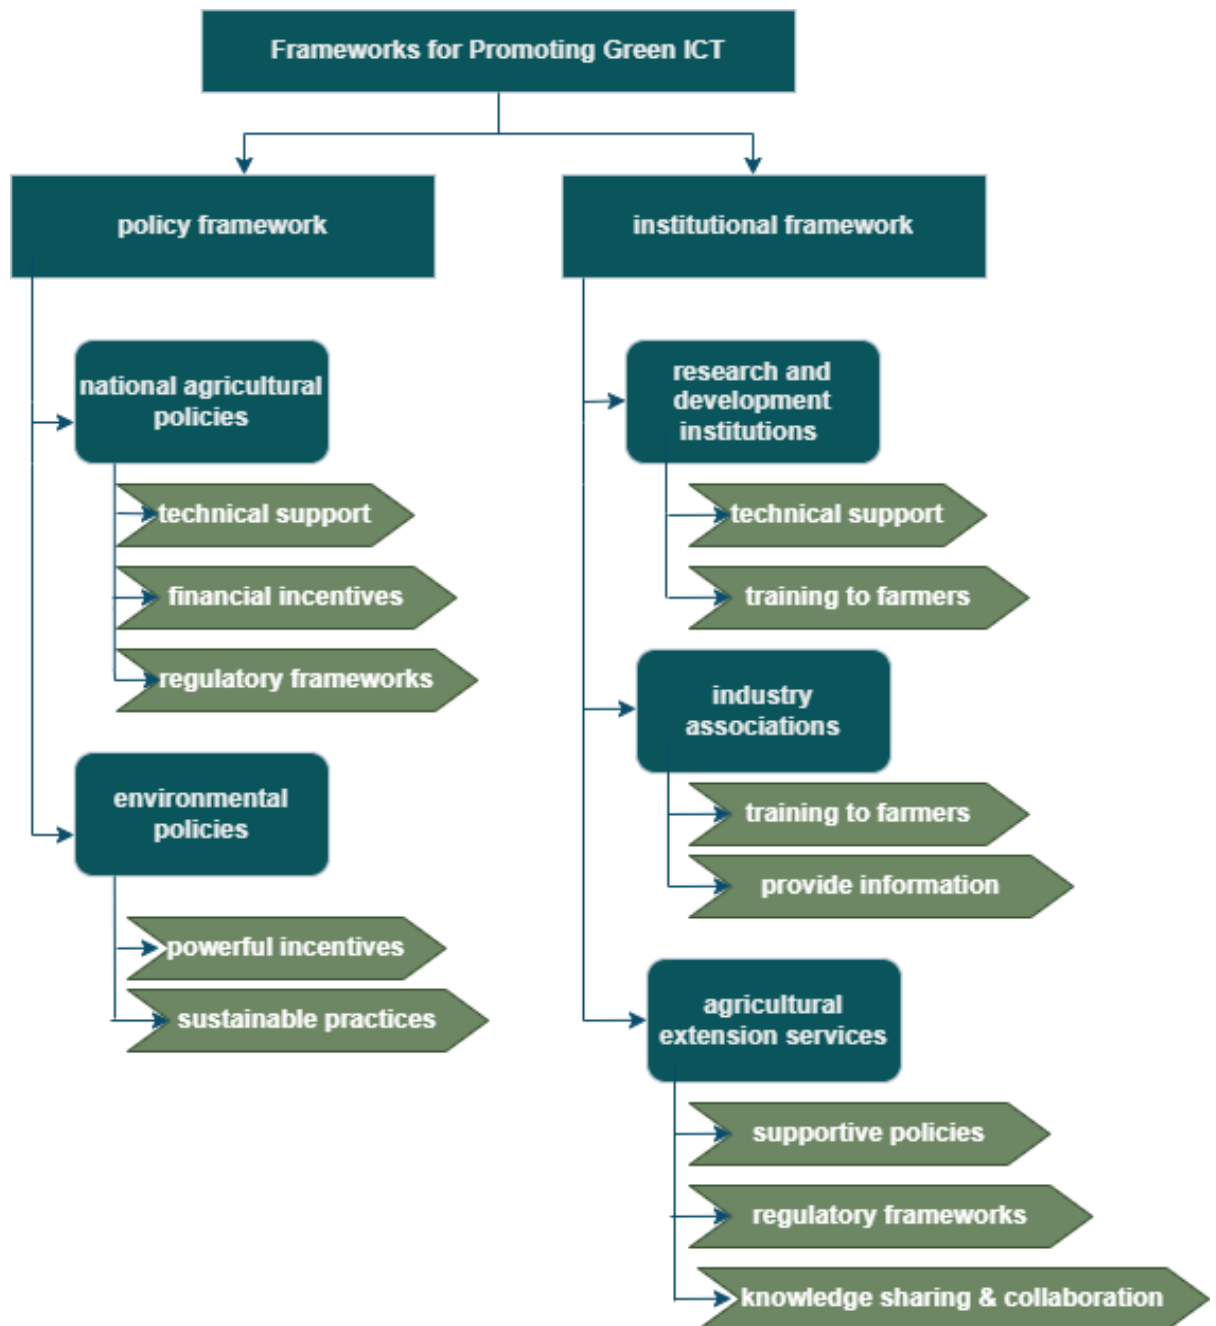 Frameworks for Promoting Green ICT
policy framework
national agricultural
policies
technical support
financial incentives
regulatory frameworks
environmental
policies
powerful incentives
sustainable practices
institutional framework
research and
development
institutions
technical support
training to farmers
industry
associations
training to farmers
provide information
agricultural
extension services
supportive policies
regulatory frameworks
knowledge sharing & collaboration